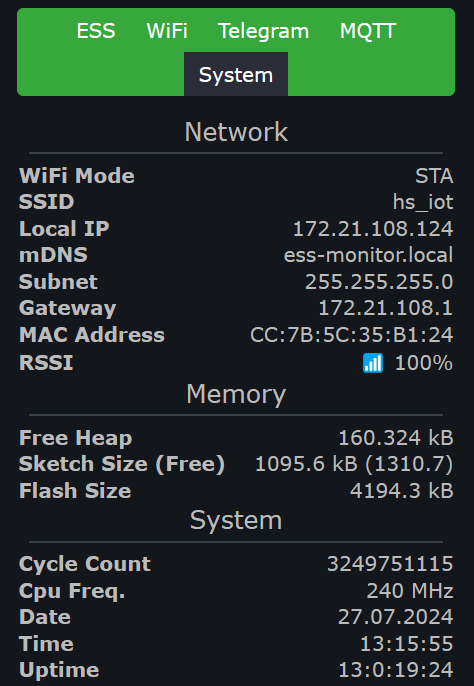 ESS WiFi Telegram MQTT
System
Network
WiFi Mode STA
SSID hs_iot
Local IP 172.21.108.124
mDNS ess-monitor.local
Subnet 255.255.255.0
Gateway 172.21.108.1
MAC Address CC:7B:5C:35:B1:24
RSSI 100%
Memory
Free Heap 160.324 kB
Sketch Size (Free) 1095.6 kB (1310.7)
Flash Size 4194.3 kB
System
Cycle Count 3249751115
Cpu Freq. 240 MHz
Date 27.07.2024
Time 13:15:55
Uptime 13:0:19:24